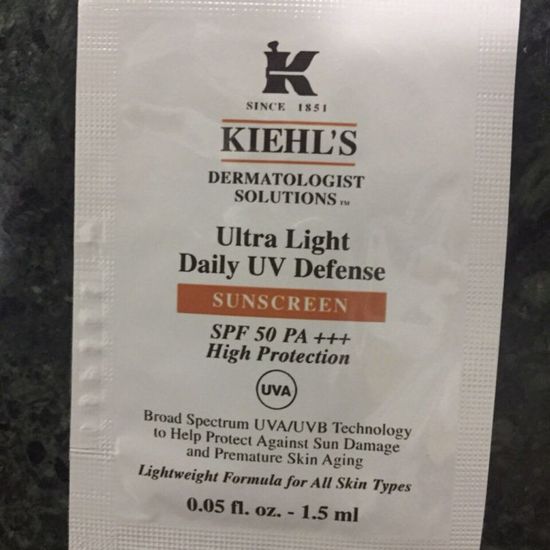 K
SINCE 1851
KIEHL'S
DERMATOLOGIST
SOLUTIONS™
Ultra Light
Daily UV Defense
SUNSCREEN
SPF 50 PA +++
High Protection
UVA
Broad Spectrum UVA/UVB Technology
to Help Protect Against Sun Damage
and Premature Skin Aging
Lightweight Formula for All Skin Types
0.05 fl. oz. - 1.5 ml